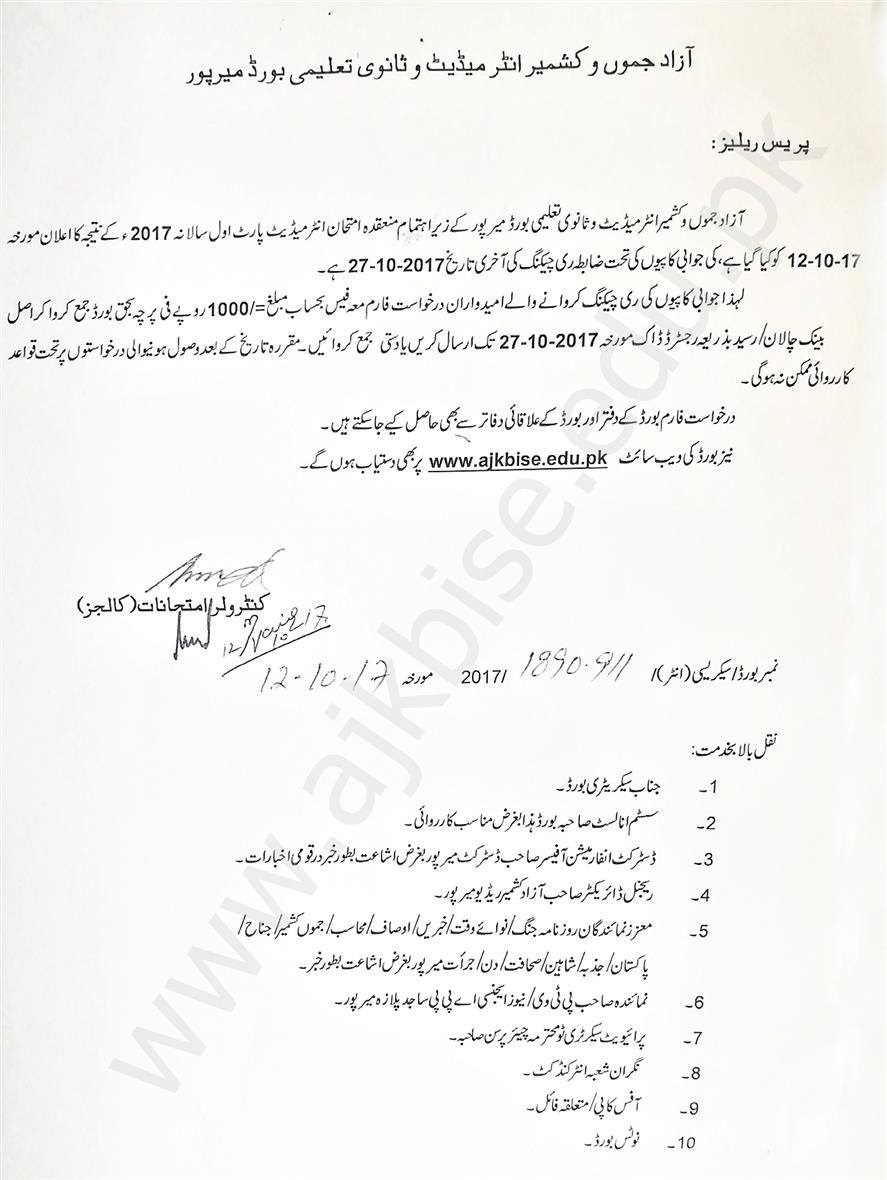 آزاد جموں و کشمیر انٹر میڈیٹ و ثانوی تعلیمی بورڈ میرپور
پریس ریلیز:
آزاد جموں و کشمیر انٹر میڈیٹ و ثانوی تعلیمی بورڈ میرپور کے زیر اہتمام منعقدہ امتحان انٹر میڈیٹ پارٹ اول سالانہ 2017ء کے نتیجہ کا اعلان مورخہ
12-10-17 کو کیا گیا ہے، کی جوابی کاپیوں کی تحت ضابطہ ری چیکنگ کی آخری تاریخ 27-10-2017 ہے۔
لہذا جوابی کاپیوں کی ری چیکنگ کروانے والے امیدواران درخواست فارم معہ فیس بحساب مبلغ =/1000 روپے فی پرچہ بحق بورڈ جمع کروا کر اصل
بینک چالان/رسید بذریعہ رجسٹرڈ ڈاک مورخہ 27-10-2017 تک ارسال کریں یا دستی جمع کروائیں۔ مقررہ تاریخ کے بعد وصول ہونیوالی درخواستوں پر تحت قواعد
کارروائی ممکن نہ ہوگی۔
درخواست فارم بورڈ کے دفتر اور بورڈ کے علاقائی دفاتر سے بھی حاصل کیے جا سکتے ہیں۔
نیز بورڈ کی ویب سائٹ www.ajkbise.edu.pk پر بھی دستیاب ہوں گے۔
کنٹرولر امتحانات (کالجز)
نمبر بورڈ/سیکریسی (انٹر)/ 1890-911 /2017 مورخہ 12-10-17
نقل بالا بخدمت:
1۔ جناب سیکریٹری بورڈ۔
2۔ سسٹم انالسٹ صاحبہ بورڈ ہذا بغرض مناسب کارروائی۔
3۔ ڈسٹرکٹ انفارمیشن آفیسر صاحب ڈسٹرکٹ میرپور بغرض اشاعت بطور خبر در قومی اخبارات۔
4۔ ریجنل ڈائریکٹر صاحب آزاد کشمیر ریڈیو میرپور۔
5۔ معزز نمائندگان روزنامہ جنگ/نوائے وقت/خبریں/اوصاف/محاسب/جموں کشمیر/جناح/
پاکستان/جذبہ/شاہین/صحافت/دن/جرأت میرپور بغرض اشاعت بطور خبر۔
6۔ نمائندہ صاحب پی ٹی وی/نیوز ایجنسی اے پی پی ساجد پلازہ میرپور۔
7۔ پرائیویٹ سیکرٹری ٹو محترمہ چیئرپرسن صاحبہ۔
8۔ نگران شعبہ انٹر کنڈکٹ۔
9۔ آفس کاپی/متعلقہ فائل۔
10۔ نوٹس بورڈ۔
www.ajkbise.edu.pk